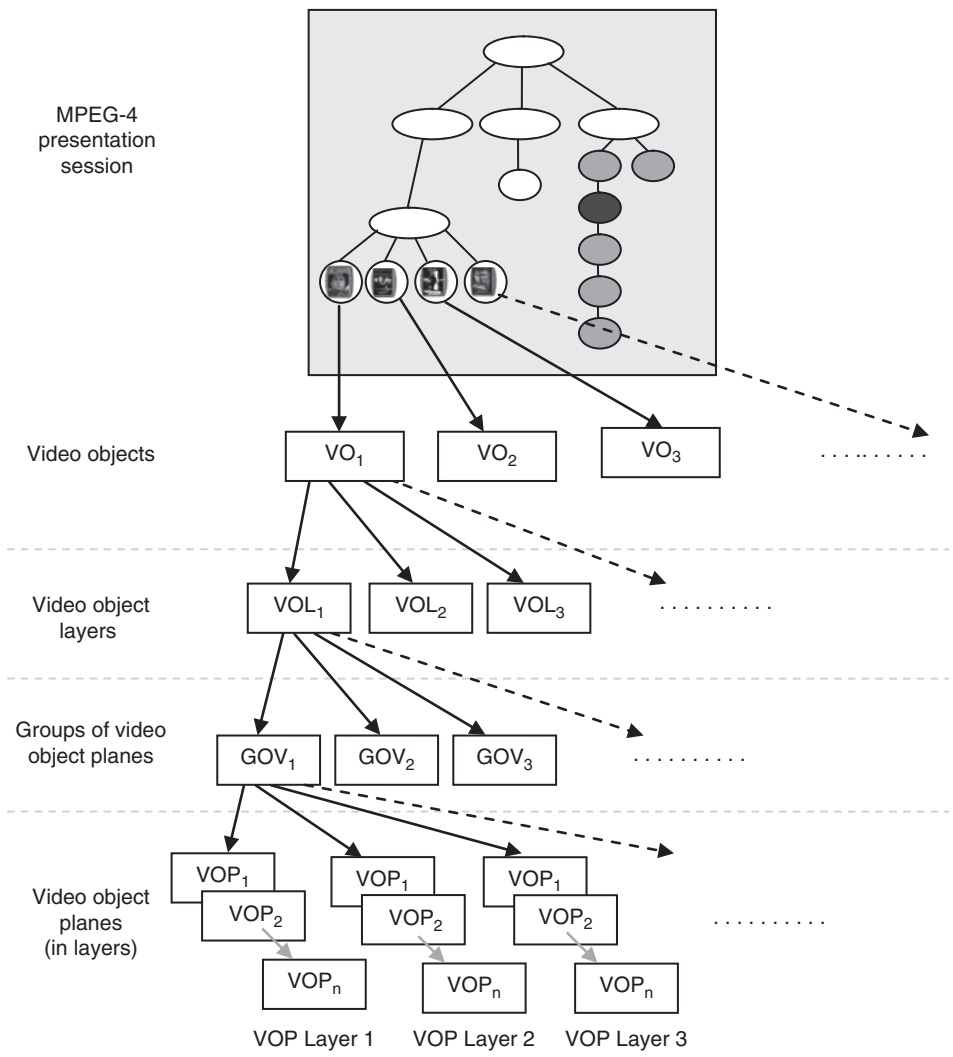 MPEG-4
presentation
session
Video objects
VO1
VO2
VO3
. . . . .. . . . . .
Video object
layers
VOL1
VOL2
VOL3
. . . . . . . . . .
Groups of video
object planes
GOV1
GOV2
GOV3
. . . . . . . . . .
Video object
planes
(in layers)
VOP1
VOP2
VOPn
VOP1
VOP2
VOPn
VOP1
VOP2
VOPn
. . . . . . . . . .
VOP Layer 1
VOP Layer 2
VOP Layer 3